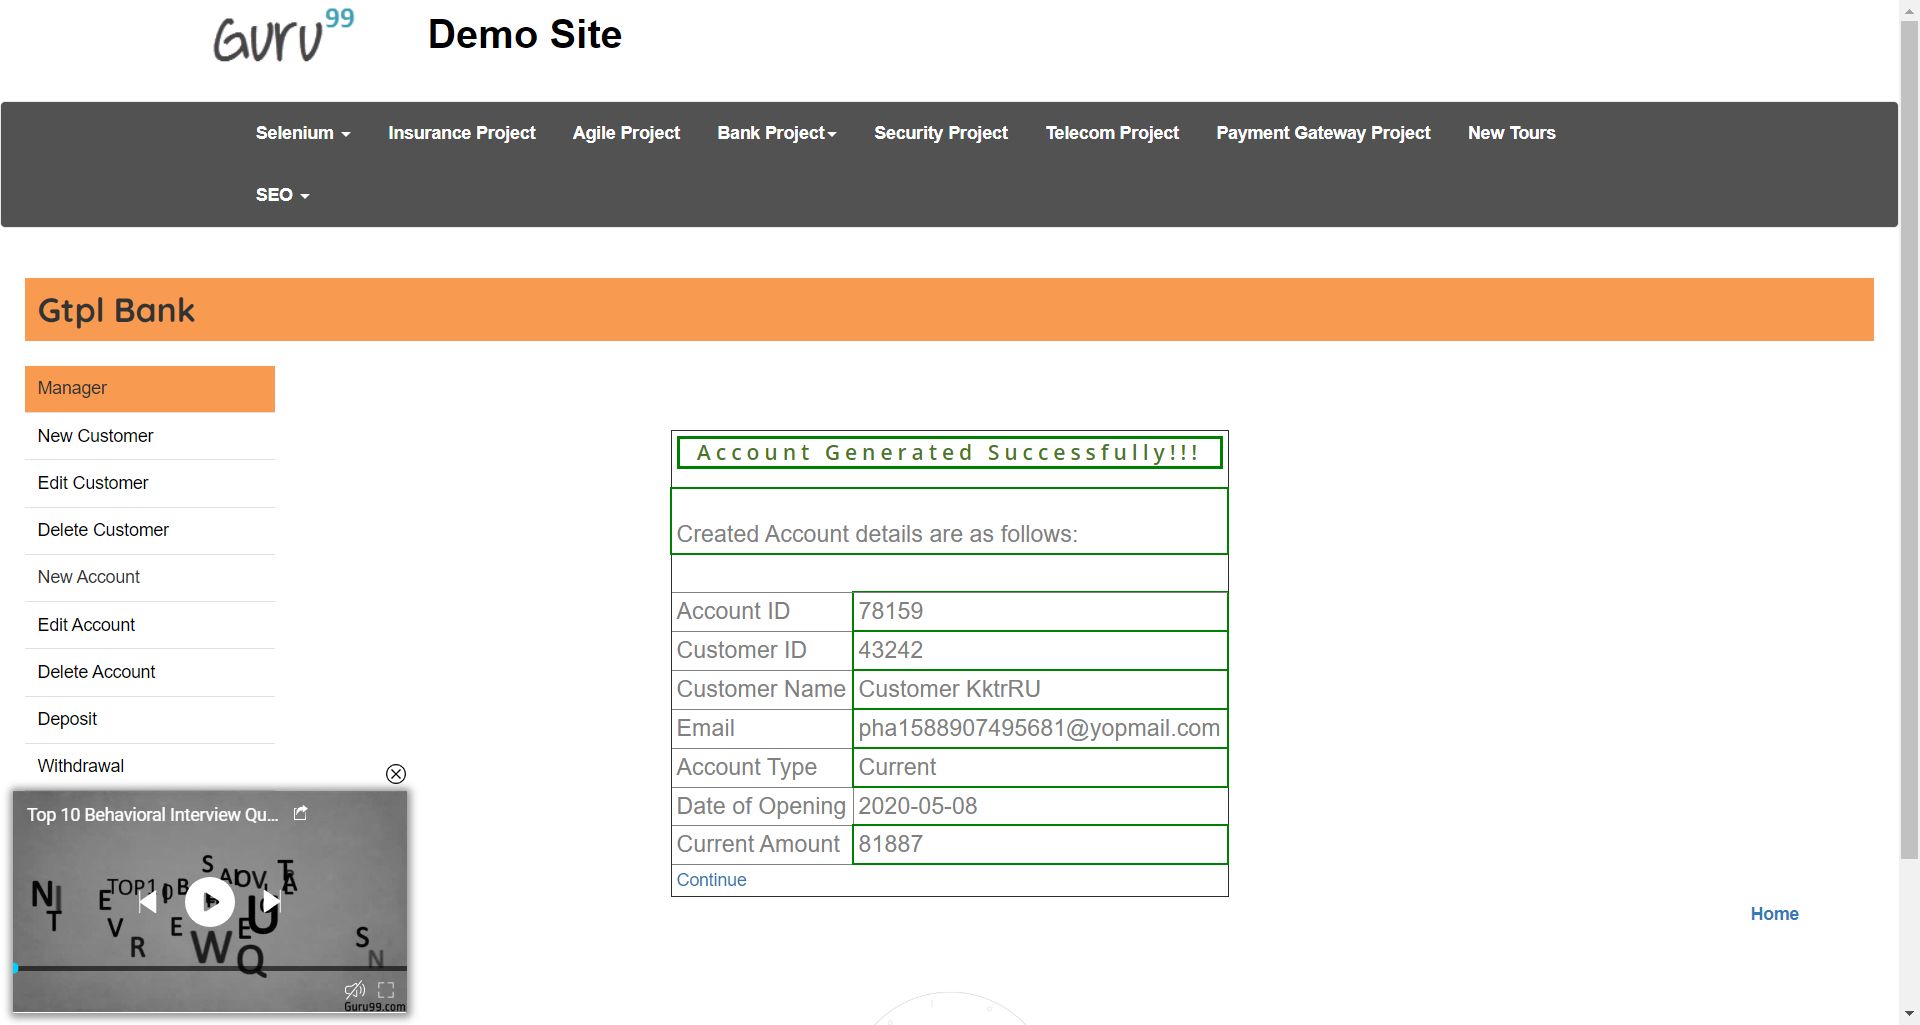 Guru99
Demo Site
Selenium
Insurance Project
Agile Project
Bank Project
Security Project
Telecom Project
Payment Gateway Project
New Tours
SEO
Gtpl Bank
Manager
New Customer
Edit Customer
Delete Customer
New Account
Edit Account
Delete Account
Deposit
Withdrawal
Account Generated Successfully!!!
Created Account details are as follows:
Account ID 78159
Customer ID 43242
Customer Name Customer KktrRU
Email pha1588907495681@yopmail.com
Account Type Current
Date of Opening 2020-05-08
Current Amount 81887
Continue
Home
Top 10 Behavioral Interview Qu...
Guru99.com